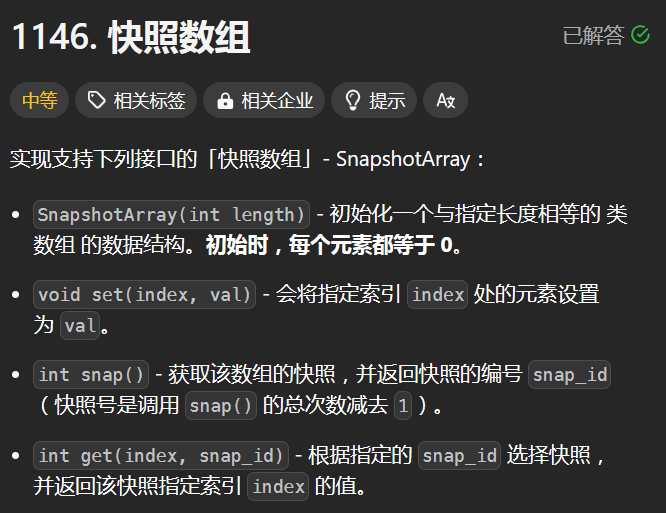 1146. 快照数组
已解答
中等
相关标签
相关企业
提示
实现支持下列接口的「快照数组」- SnapshotArray：
• SnapshotArray(int length) - 初始化一个与指定长度相等的 类
数组 的数据结构。初始时，每个元素都等于 0。
• void set(index, val) - 会将指定索引 index 处的元素设置
为 val。
• int snap() - 获取该数组的快照，并返回快照的编号 snap_id
（快照号是调用 snap() 的总次数减去 1）。
• int get(index, snap_id) - 根据指定的 snap_id 选择快照，
并返回该快照指定索引 index 的值。